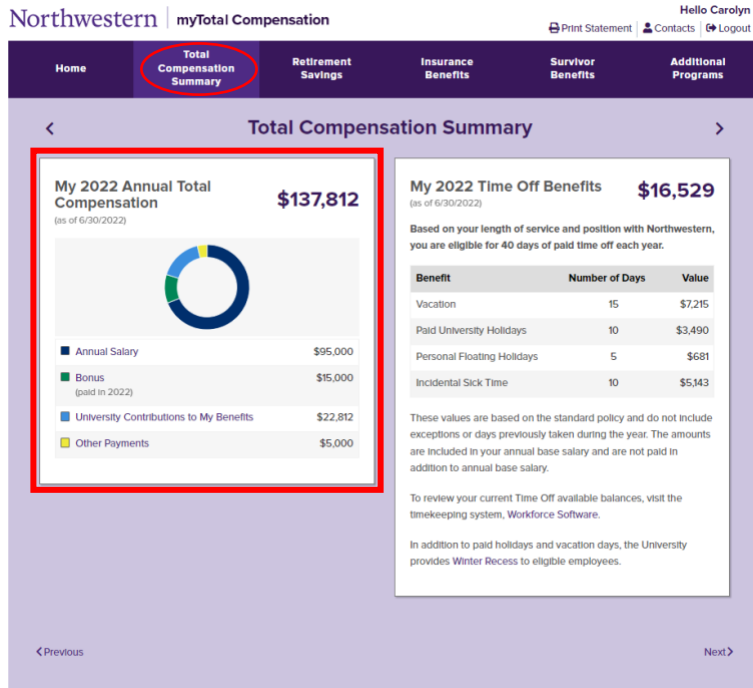 Northwestern myTotal Compensation
Hello Carolyn
Print Statement Contacts Logout
Home
Total
Compensation
Summary
Retirement
Savings
Insurance
Benefits
Survivor
Benefits
Additional
Programs
Total Compensation Summary
My 2022 Annual Total
Compensation
$137,812
(as of 6/30/2022)
Annual Salary $95,000
Bonus $15,000
(paid in 2022)
University Contributions to My Benefits $22,812
Other Payments $5,000
My 2022 Time Off Benefits $16,529
(as of 6/30/2022)
Based on your length of service and position with Northwestern,
you are eligible for 40 days of paid time off each year.
Benefit Number of Days Value
Vacation 15 $7,215
Paid University Holidays 10 $3,490
Personal Floating Holidays 5 $681
Incidental Sick Time 10 $5,143
These values are based on the standard policy and do not include
exceptions or days previously taken during the year. The amounts
are included in your annual base salary and are not paid in
addition to annual base salary.
To review your current Time Off available balances, visit the
timekeeping system, Workforce Software.
In addition to paid holidays and vacation days, the University
provides Winter Recess to eligible employees.
Previous
Next